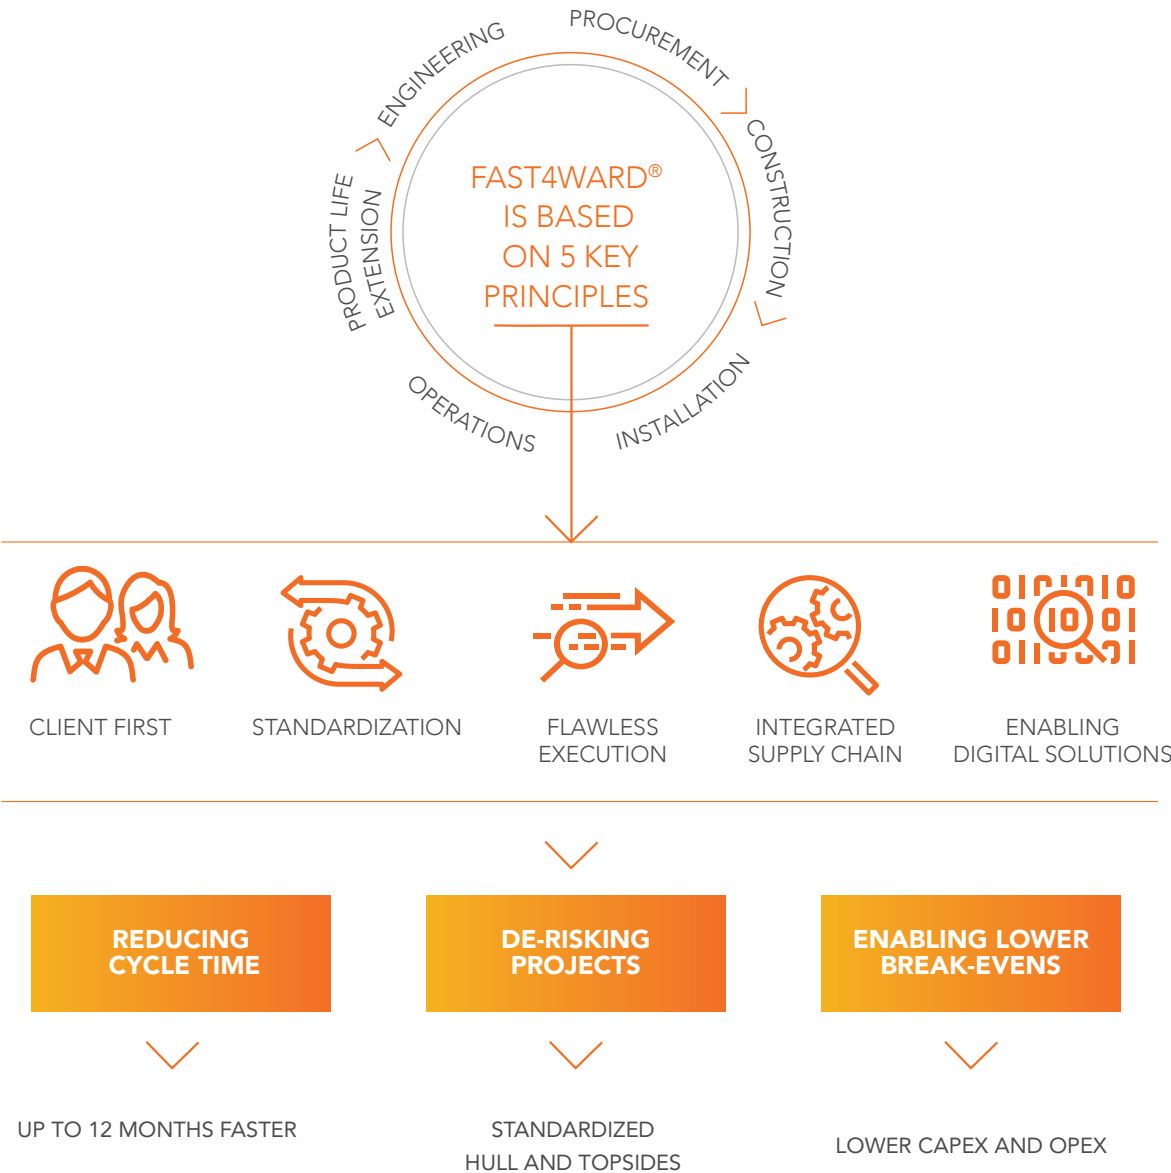 ENGINEERING
PROCUREMENT
CONSTRUCTION
INSTALLATION
OPERATIONS
PRODUCT LIFE
EXTENSION
FAST4WARD®
IS BASED
ON 5 KEY
PRINCIPLES
CLIENT FIRST
STANDARDIZATION
FLAWLESS
EXECUTION
INTEGRATED
SUPPLY CHAIN
ENABLING
DIGITAL SOLUTIONS
REDUCING
CYCLE TIME
DE-RISKING
PROJECTS
ENABLING LOWER
BREAK-EVENS
UP TO 12 MONTHS FASTER
STANDARDIZED
HULL AND TOPSIDES
LOWER CAPEX AND OPEX